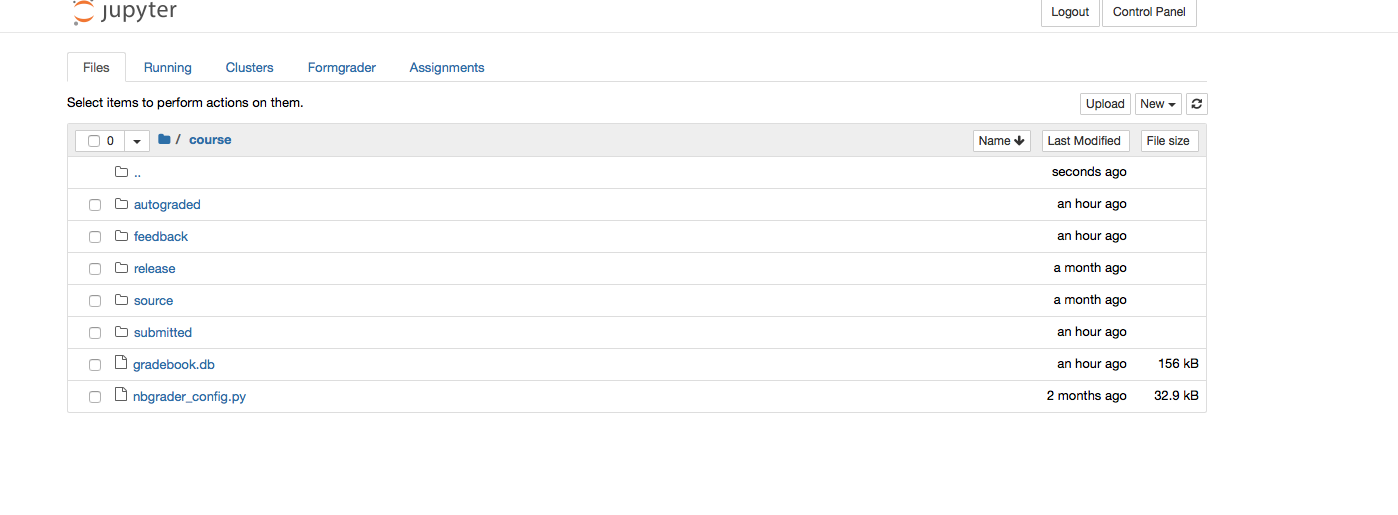 jupyter
Logout Control Panel
Files Running Clusters Formgrader Assignments
Select items to perform actions on them.
Upload New
0 / course Name Last Modified File size
.. seconds ago
autograded an hour ago
feedback an hour ago
release a month ago
source a month ago
submitted an hour ago
gradebook.db an hour ago 156 kB
nbgrader_config.py 2 months ago 32.9 kB